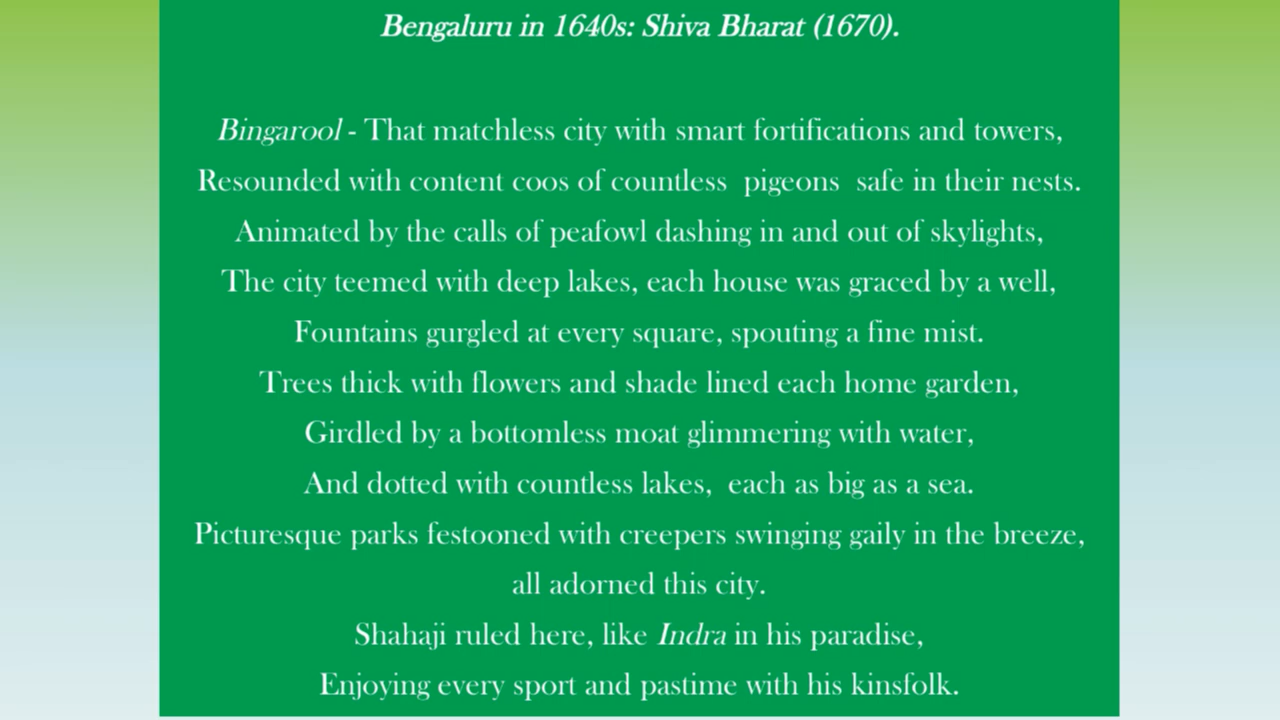 Bengaluru in 1640s: Shiva Bharat (1670).
Bingarool - That matchless city with smart fortifications and towers,
Resounded with content coos of countless  pigeons  safe in their nests.
Animated by the calls of peafowl dashing in and out of skylights,
The city teemed with deep lakes, each house was graced by a well,
Fountains gurgled at every square, spouting a fine mist.
Trees thick with flowers and shade lined each home garden,
Girdled by a bottomless moat glimmering with water,
And dotted with countless lakes,  each as big as a sea.
Picturesque parks festooned with creepers swinging gaily in the breeze,
all adorned this city.
Shahaji ruled here, like Indra in his paradise,
Enjoying every sport and pastime with his kinsfolk.